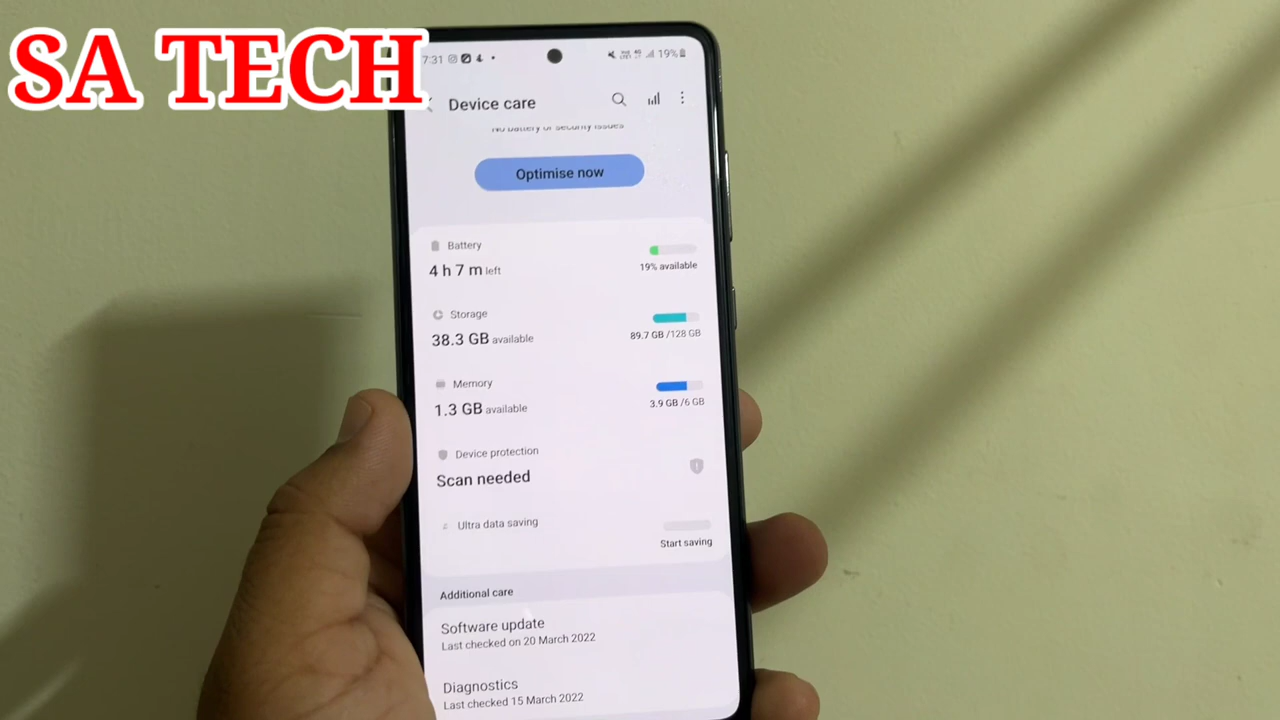 SA TECH
7:31
19%
Device care
No battery or security issues
Optimise now
Battery
4 h 7 m left
19% available
Storage
38.3 GB available
89.7 GB /128 GB
Memory
1.3 GB available
3.9 GB /6 GB
Device protection
Scan needed
Ultra data saving
Start saving
Additional care
Software update
Last checked on 20 March 2022
Diagnostics
Last checked 15 March 2022